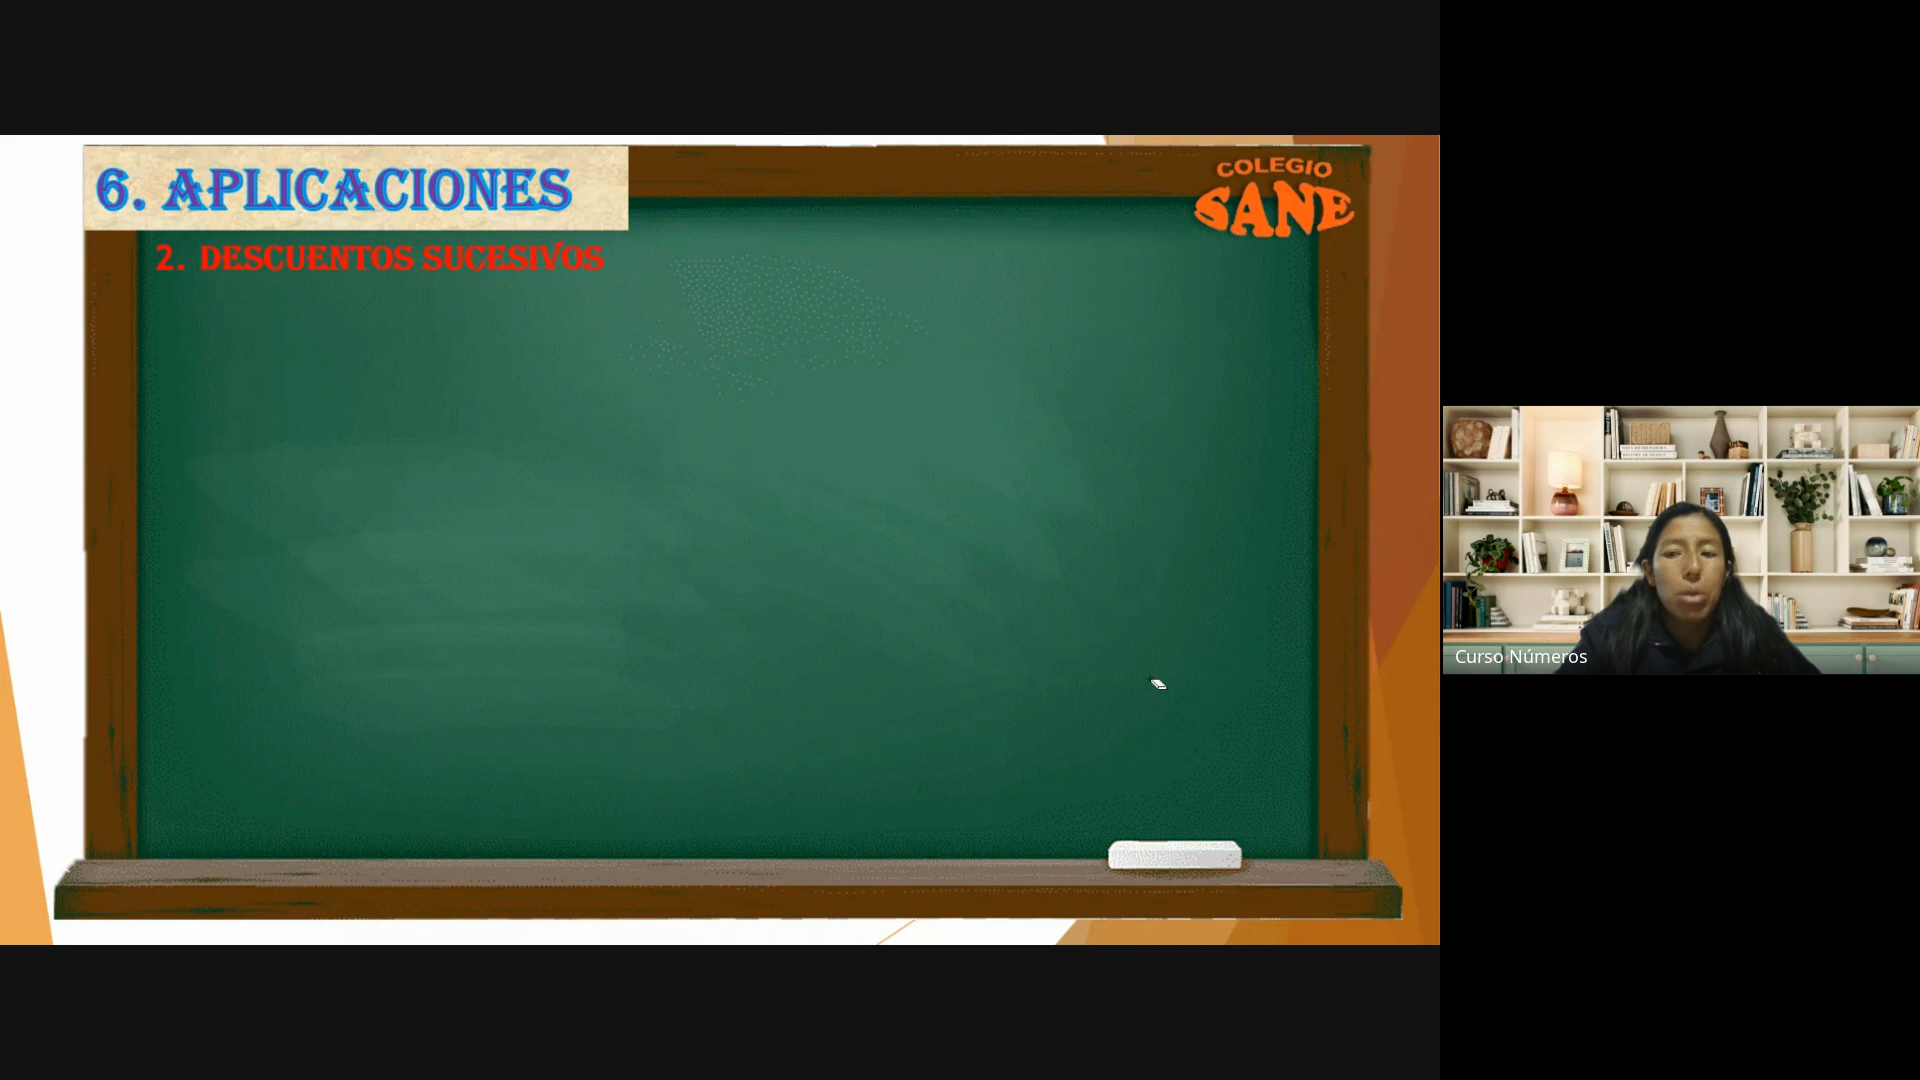 6. APLICACIONES
COLEGIO
SANE
2. DESCUENTOS SUCESIVOS
Curso Números